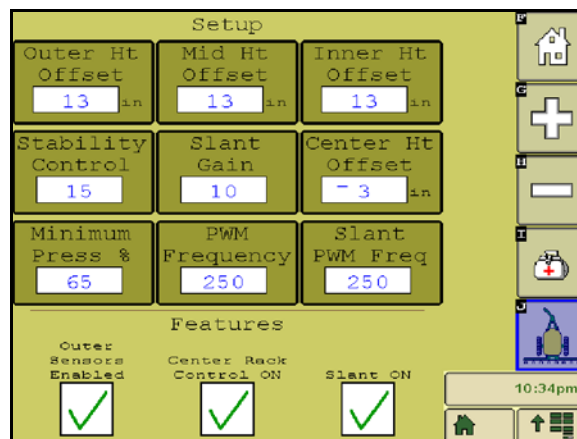 Setup
Outer Ht
Offset
13 in
Mid Ht
Offset
13 in
Inner Ht
Offset
13 in
Stability
Control
15
Slant
Gain
10
Center Ht
Offset
- 3 in
Minimum
Press %
65
PWM
Frequency
250
Slant
PWM Freq
250
Features
Outer
Sensors
Enabled
Center Rack
Control ON
Slant ON
F
G
H
I
J
10:34pm